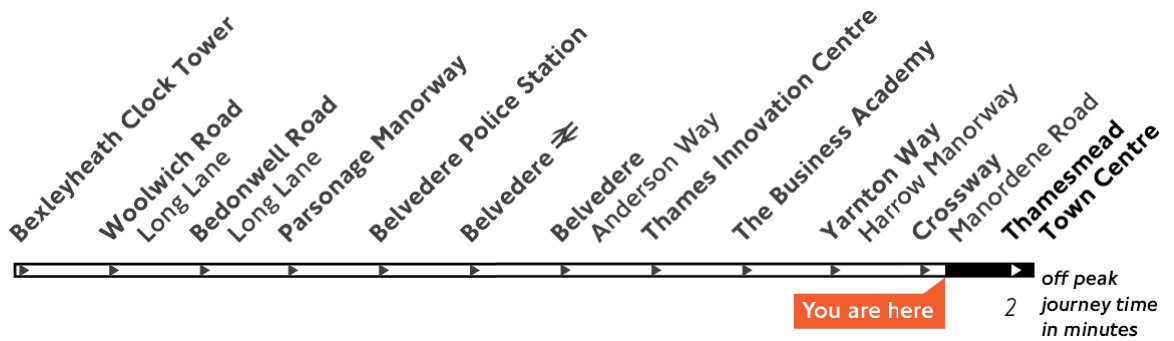 Bexleyheath Clock Tower
Woolwich Road
Long Lane
Bedonwell Road
Long Lane
Parsonage Manorway
Belvedere Police Station
Belvedere
Belvedere
Anderson Way
Thames Innovation Centre
The Business Academy
Yarnton Way
Harrow Manorway
Crossway
Manordene Road
Thamesmead
Town Centre
You are here
2
off peak
journey time
in minutes